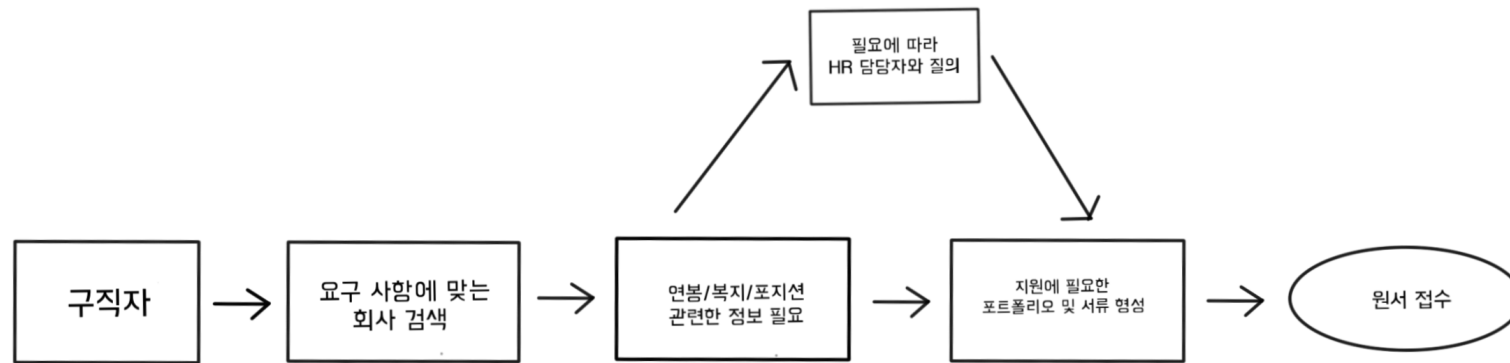 필요에 따라
HR 담당자와 질의
구직자
요구 사항에 맞는
회사 검색
연봉/복지/포지션
관련한 정보 필요
지원에 필요한
포트폴리오 및 서류 형성
원서 접수